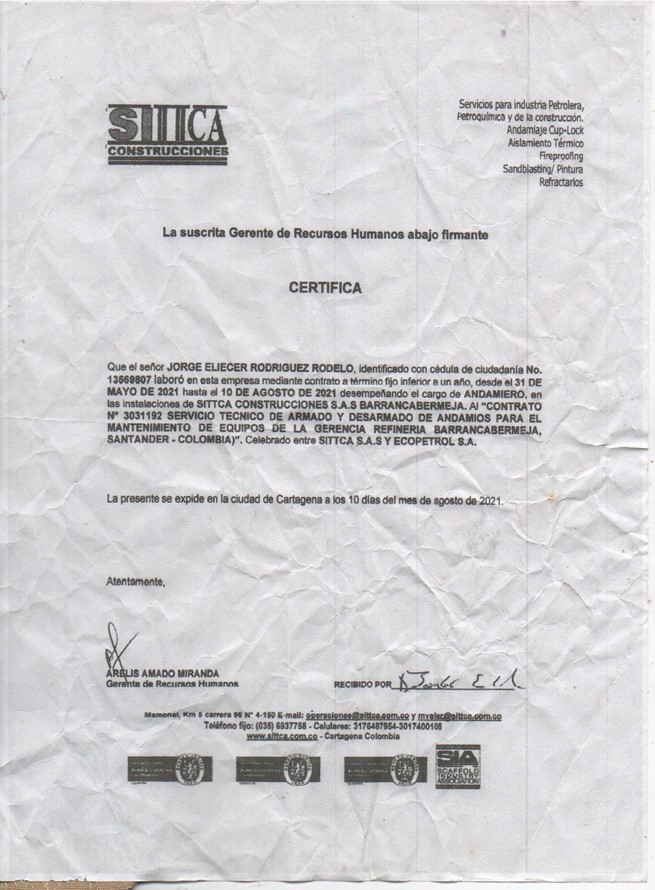 SITTCA
CONSTRUCCIONES
Servicios para industria Petrolera,
Petroquímica y de la construcción.
Andamiaje Cup-Lock
Aislamiento Térmico
Fireproofing
Sandblasting/ Pintura
Refractarios
La suscrita Gerente de Recursos Humanos abajo firmante
CERTIFICA
Que el señor JORGE ELIECER RODRIGUEZ RODELO, identificado con cédula de ciudadanía No.
13569807 laboró en esta empresa mediante contrato a término fijo inferior a un año, desde el 31 DE
MAYO DE 2021 hasta el 10 DE AGOSTO DE 2021 desempeñando el cargo de ANDAMIERO, en
las instalaciones de SITTCA CONSTRUCCIONES S.A.S BARRANCABERMEJA. Al "CONTRATO
N° 3031192 SERVICIO TECNICO DE ARMADO Y DESARMADO DE ANDAMIOS PARA EL
MANTENIMIENTO DE EQUIPOS DE LA GERENCIA REFINERIA BARRANCABERMEJA,
SANTANDER - COLOMBIA)". Celebrado entre SITTCA S.A.S Y ECOPETROL S.A.
La presente se expide en la ciudad de Cartagena a los 10 días del mes de agosto de 2021.
Atentamente,
ARELIS AMADO MIRANDA
Gerente de Recursos Humanos
RECIBIDO POR
Mamonal, Km 5 carrera 56 N° 4-150 E-mail: operaciones@sittca.com.co y mvelez@sittca.com.co
Teléfono fijo: (035) 6937758 - Celulares: 3176487954-3017400108
www.sittca.com.co - Cartagena Colombia
SIA
SCAFFOLD
INDUSTRY
ASSOCIATION